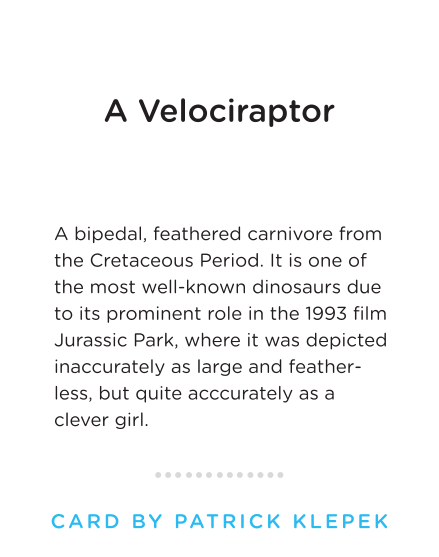 A Velociraptor
A bipedal, feathered carnivore from
the Cretaceous Period. It is one of
the most well-known dinosaurs due
to its prominent role in the 1993 film
Jurassic Park, where it was depicted
inaccurately as large and feather-
less, but quite acccurately as a
clever girl.
CARD BY PATRICK KLEPEK